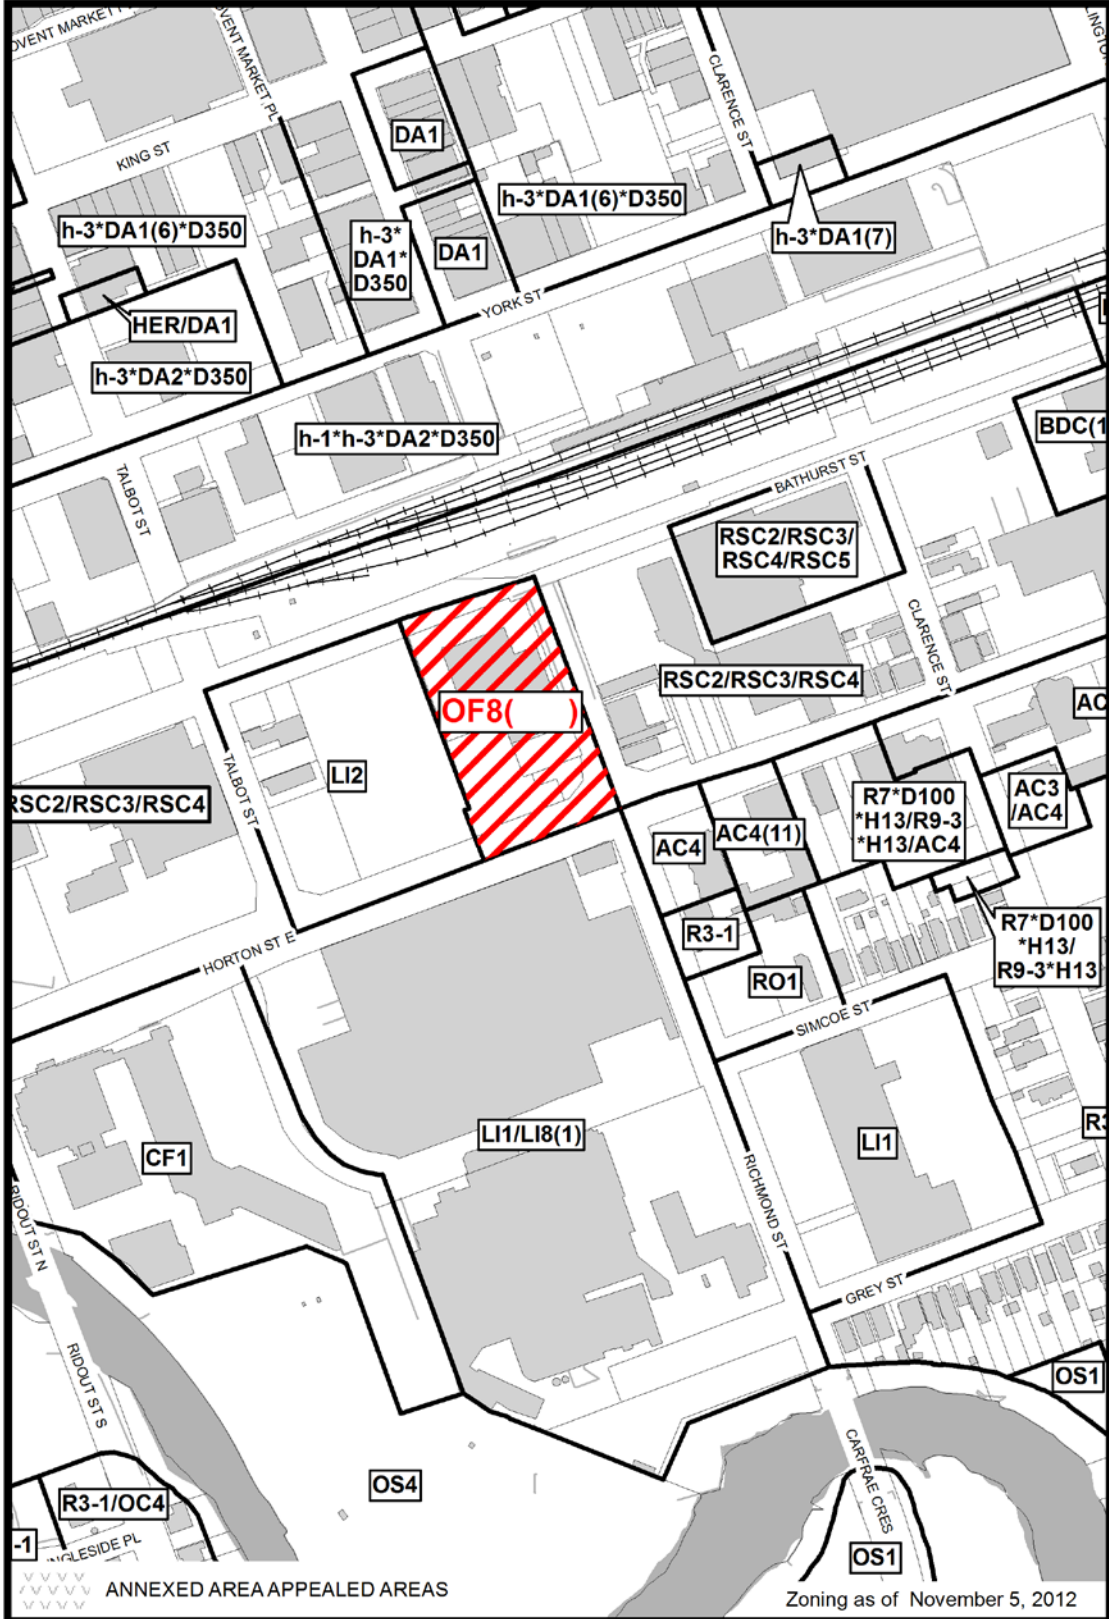 OVENT MARKET P
OVENT MARKET PL
CLARENCE ST
KING ST
DA1
h-3*DA1(6)*D350
h-3*DA1(6)*D350
h-3*
DA1*
D350
DA1
h-3*DA1(7)
HER/DA1
YORK ST
h-3*DA2*D350
h-1*h-3*DA2*D350
BDC(1
TALBOT ST
BATHURST ST
RSC2/RSC3/
RSC4/RSC5
CLARENCE ST
RSC2/RSC3/RSC4
AC
OF8( )
TALBOT ST
LI2
RSC2/RSC3/RSC4
R7*D100
*H13/R9-3
*H13/AC4
AC3
/AC4
AC4
AC4(11)
R3-1
R7*D100
*H13/
R9-3*H13
HORTON ST E
RO1
SIMCOE ST
LI1/LI8(1)
LI1
R3
CF1
RICHMOND ST
RIDOUT ST N
GREY ST
RIDOUT ST S
OS1
CARFRAE CRES
OS4
R3-1/OC4
-1
INGLESIDE PL
OS1
ANNEXED AREA APPEALED AREAS
Zoning as of November 5, 2012